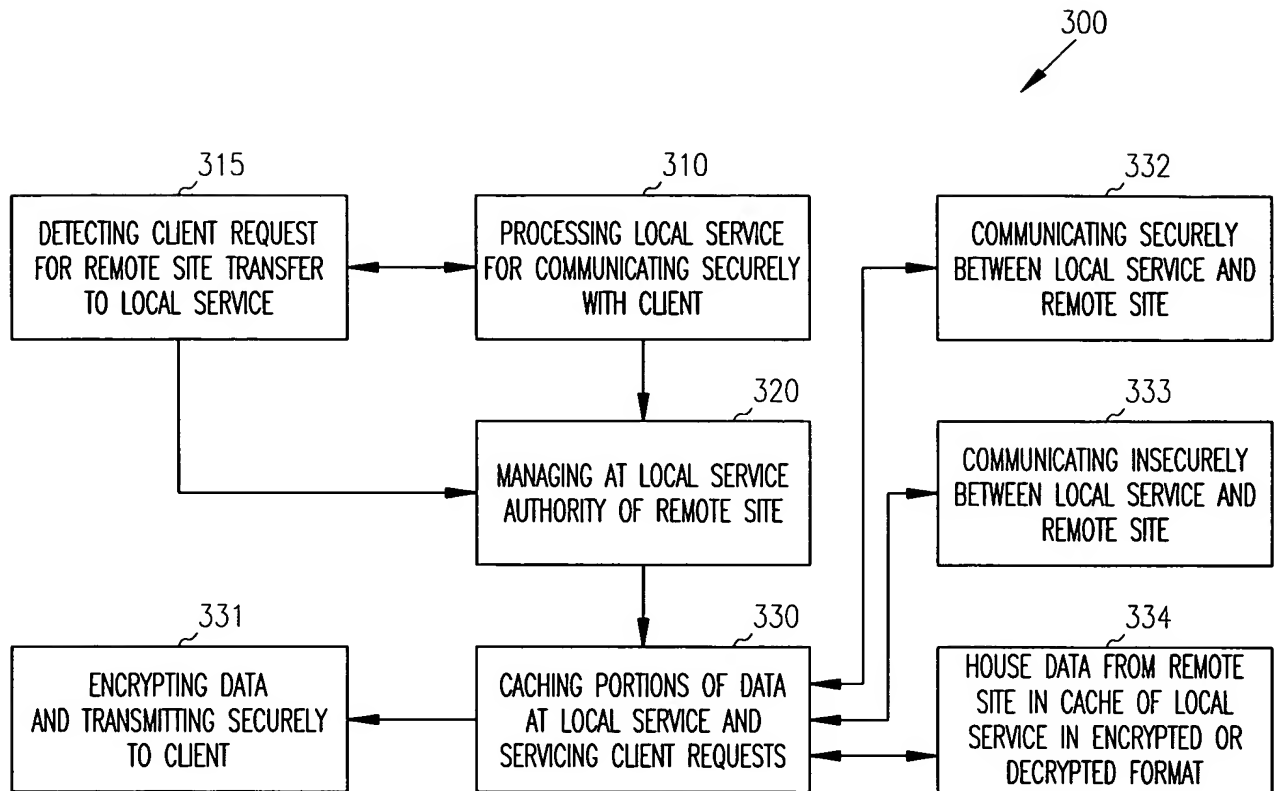 300
315
DETECTING CLIENT REQUEST
FOR REMOTE SITE TRANSFER
TO LOCAL SERVICE
310
PROCESSING LOCAL SERVICE
FOR COMMUNICATING SECURELY
WITH CLIENT
332
COMMUNICATING SECURELY
BETWEEN LOCAL SERVICE AND
REMOTE SITE
320
MANAGING AT LOCAL SERVICE
AUTHORITY OF REMOTE SITE
333
COMMUNICATING INSECURELY
BETWEEN LOCAL SERVICE AND
REMOTE SITE
331
ENCRYPTING DATA
AND TRANSMITTING SECURELY
TO CLIENT
330
CACHING PORTIONS OF DATA
AT LOCAL SERVICE AND
SERVICING CLIENT REQUESTS
334
HOUSE DATA FROM REMOTE
SITE IN CACHE OF LOCAL
SERVICE IN ENCRYPTED OR
DECRYPTED FORMAT